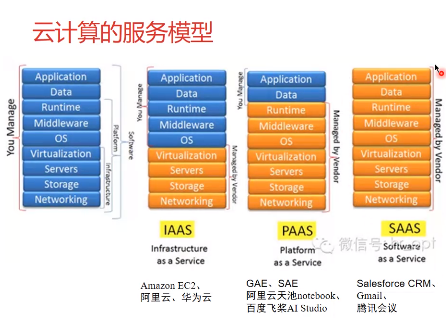 云计算的服务模型
You Manage
Application
Data
Runtime
Middleware
OS
Virtualization
Servers
Storage
Networking
Infrastructure
Platform
Software
You Manage
Application
Data
Runtime
Middleware
OS
Virtualization
Servers
Storage
Networking
Managed by Vendor
IAAS
Infrastructure
as a Service
Amazon EC2、
阿里云、华为云
You Manage
Application
Data
Runtime
Middleware
OS
Virtualization
Servers
Storage
Networking
Managed by Vendor
PAAS
Platform
as a Service
GAE、SAE
阿里云天池notebook、
百度飞桨AI Studio
Application
Data
Runtime
Middleware
OS
Virtualization
Servers
Storage
Networking
Managed by Vendor
SAAS
Software
as a Service
Salesforce CRM、
Gmail、
腾讯会议
微信号